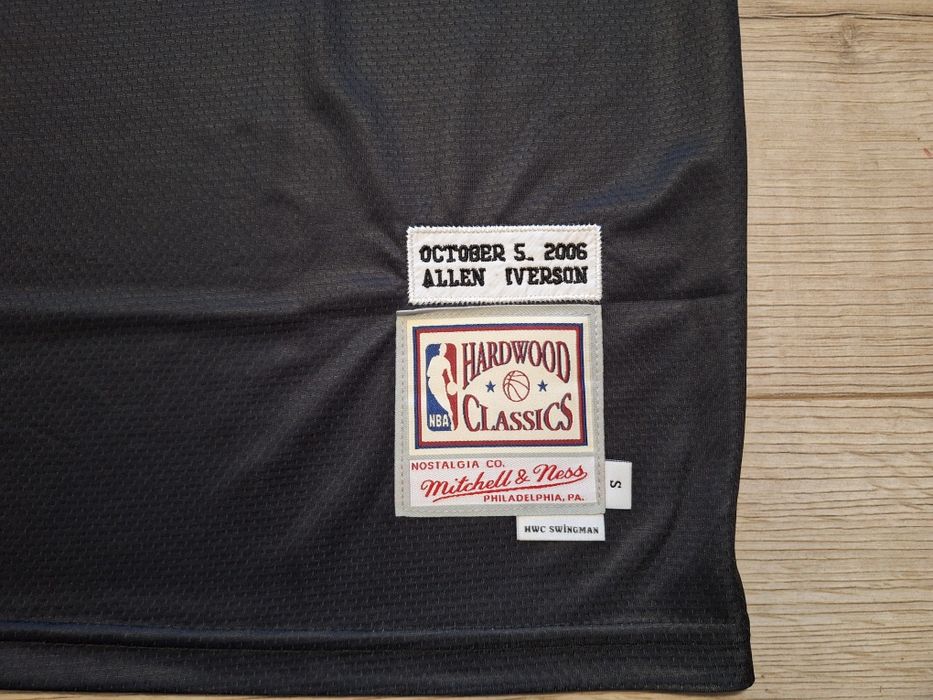 OCTOBER 5, 2006
ALLEN IVERSON
HARDWOOD
NBA
CLASSICS
NOSTALGIA CO.
Mitchell & Ness
PHILADELPHIA, PA.
S
HWC SWINGMAN